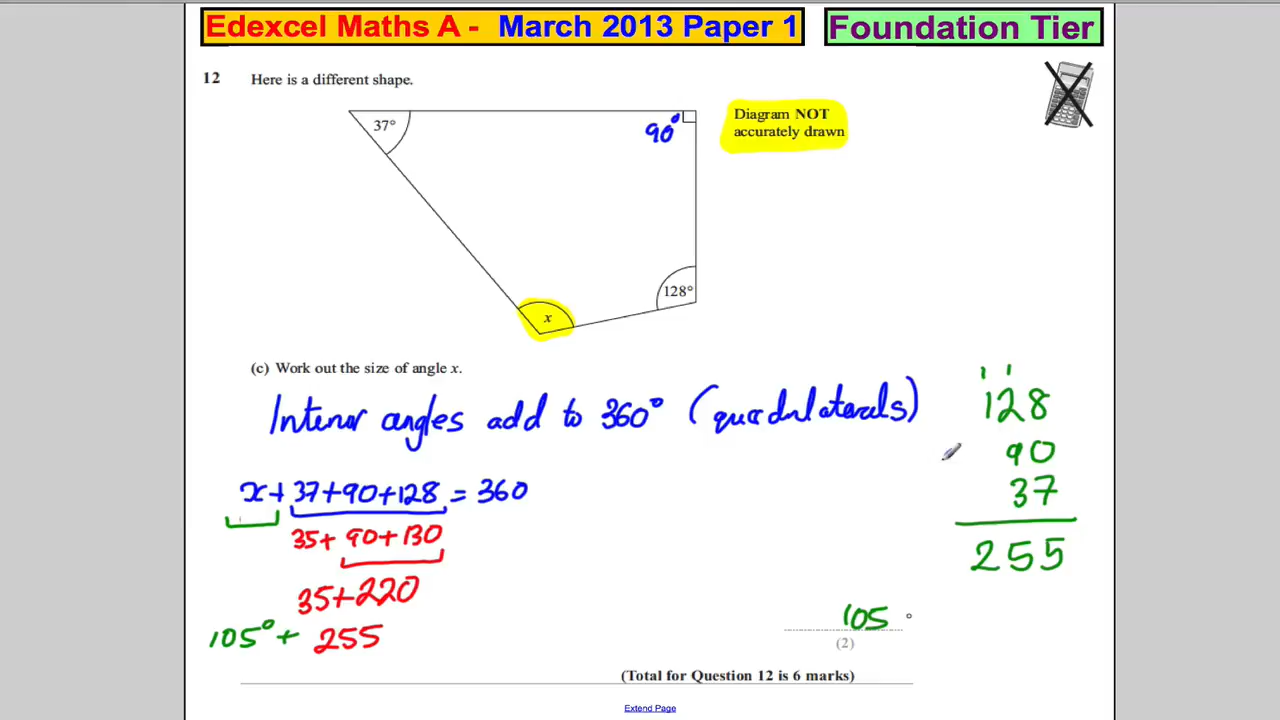 Edexcel Maths A - March 2013 Paper 1
Foundation Tier
12 Here is a different shape.
37°
90°
Diagram NOT
accurately drawn
128°
x
(c) Work out the size of angle x.
Interior angles add to 360° (quadrilaterals)
x + 37+90+128 = 360
35+ 90+130
35+220
105° + 255
1 1
128
90
37
255
105 °
(2)
(Total for Question 12 is 6 marks)
Extend Page